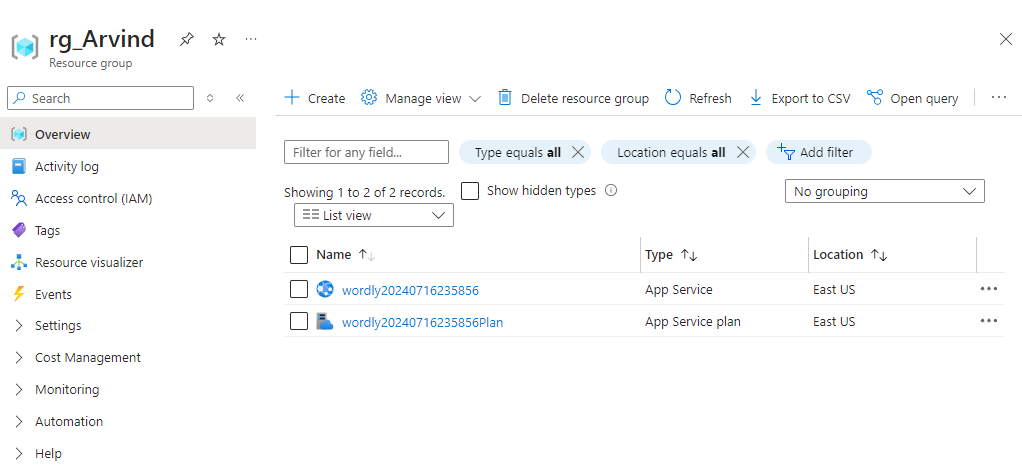 rg_Arvind
Resource group
Search
Overview
Activity log
Access control (IAM)
Tags
Resource visualizer
Events
Settings
Cost Management
Monitoring
Automation
Help
Create Manage view Delete resource group Refresh Export to CSV Open query
Filter for any field... Type equals all Location equals all Add filter
Showing 1 to 2 of 2 records. Show hidden types No grouping
List view
Name Type Location
wordly20240716235856 App Service East US
wordly20240716235856Plan App Service plan East US